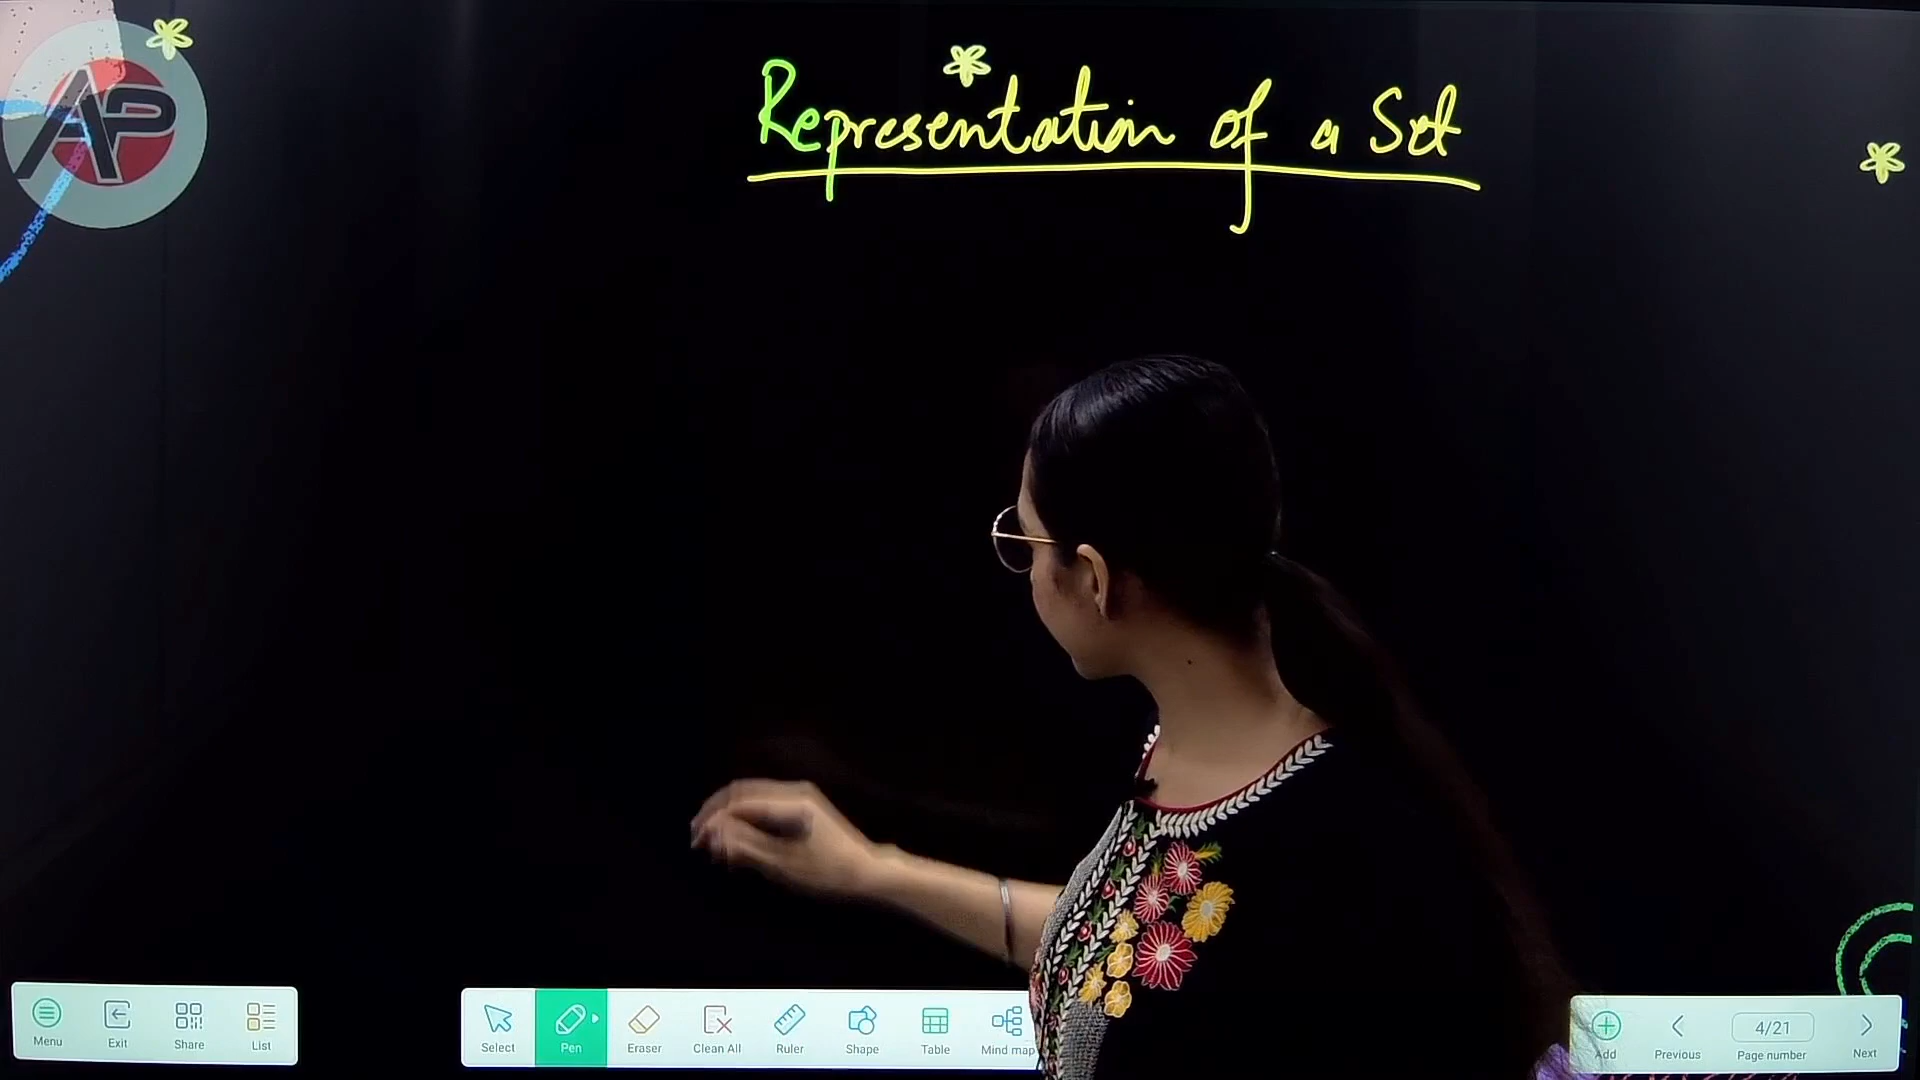 AP
Representation of a Set
Menu
Exit
Share
List
Select
Pen
Eraser
Clean All
Ruler
Shape
Table
Mind map
Add
Previous
4/21
Page number
Next